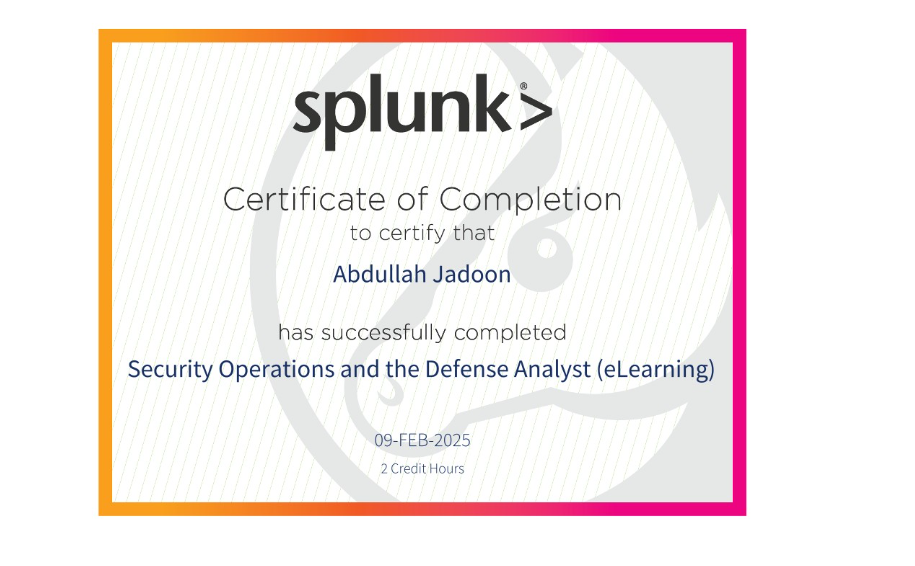 splunk>®
Certificate of Completion
to certify that
Abdullah Jadoon
has successfully completed
Security Operations and the Defense Analyst (eLearning)
09-FEB-2025
2 Credit Hours